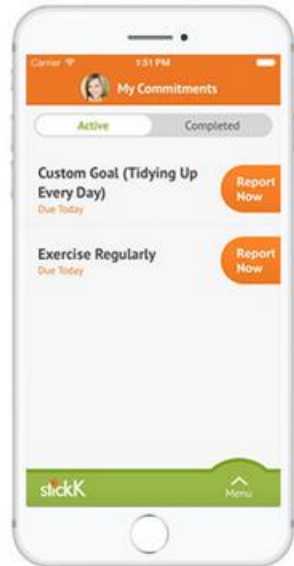 Carrier 1:51 PM
My Commitments
Active Completed
Custom Goal (Tidying Up
Every Day)
Due Today
Report
Now
Exercise Regularly
Due Today
Report
Now
stickK
Menu